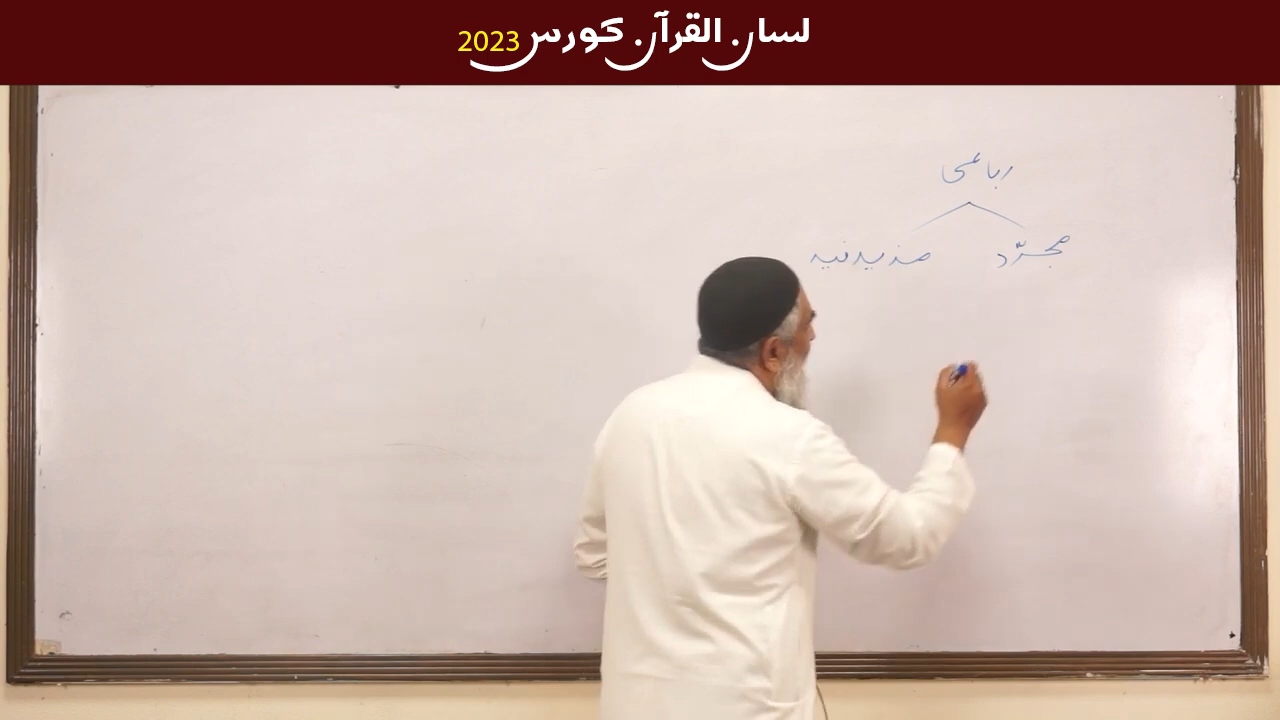 لسان القرآن کورس 2023
رباعی
مجرّد مزید فیہ